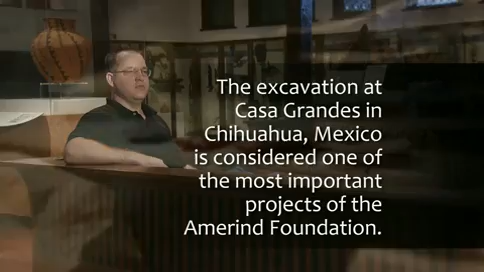 The excavation at
Casa Grandes in
Chihuahua, Mexico
is considered one of
the most important
projects of the
Amerind Foundation.